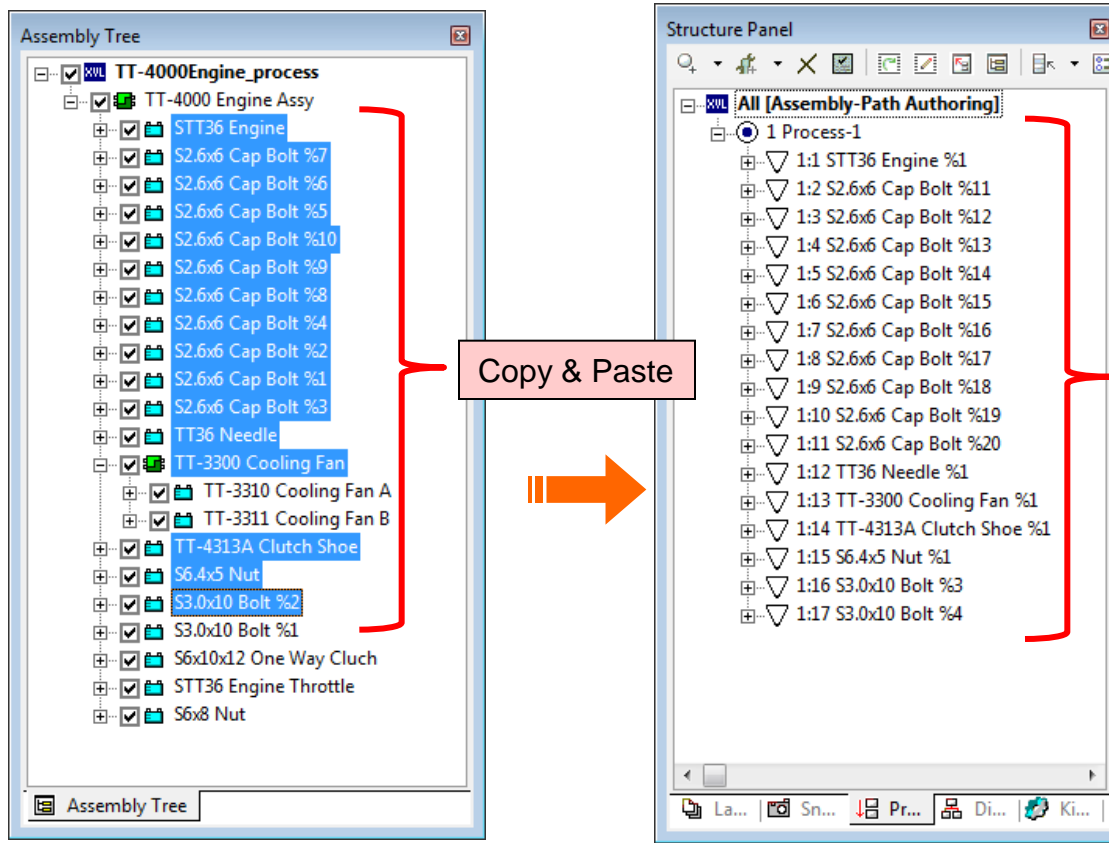 Assembly Tree
XVL TT-4000Engine_process
TT-4000 Engine Assy
STT36 Engine
S2.6x6 Cap Bolt %7
S2.6x6 Cap Bolt %6
S2.6x6 Cap Bolt %5
S2.6x6 Cap Bolt %10
S2.6x6 Cap Bolt %9
S2.6x6 Cap Bolt %8
S2.6x6 Cap Bolt %4
S2.6x6 Cap Bolt %2
S2.6x6 Cap Bolt %1
S2.6x6 Cap Bolt %3
TT36 Needle
TT-3300 Cooling Fan
TT-3310 Cooling Fan A
TT-3311 Cooling Fan B
TT-4313A Clutch Shoe
S6.4x5 Nut
S3.0x10 Bolt %2
S3.0x10 Bolt %1
S6x10x12 One Way Cluch
STT36 Engine Throttle
S6x8 Nut
Assembly Tree
Copy & Paste
Structure Panel
XVL All [Assembly-Path Authoring]
1 Process-1
1:1 STT36 Engine %1
1:2 S2.6x6 Cap Bolt %11
1:3 S2.6x6 Cap Bolt %12
1:4 S2.6x6 Cap Bolt %13
1:5 S2.6x6 Cap Bolt %14
1:6 S2.6x6 Cap Bolt %15
1:7 S2.6x6 Cap Bolt %16
1:8 S2.6x6 Cap Bolt %17
1:9 S2.6x6 Cap Bolt %18
1:10 S2.6x6 Cap Bolt %19
1:11 S2.6x6 Cap Bolt %20
1:12 TT36 Needle %1
1:13 TT-3300 Cooling Fan %1
1:14 TT-4313A Clutch Shoe %1
1:15 S6.4x5 Nut %1
1:16 S3.0x10 Bolt %3
1:17 S3.0x10 Bolt %4
La... Sn... Pr... Di... Ki...